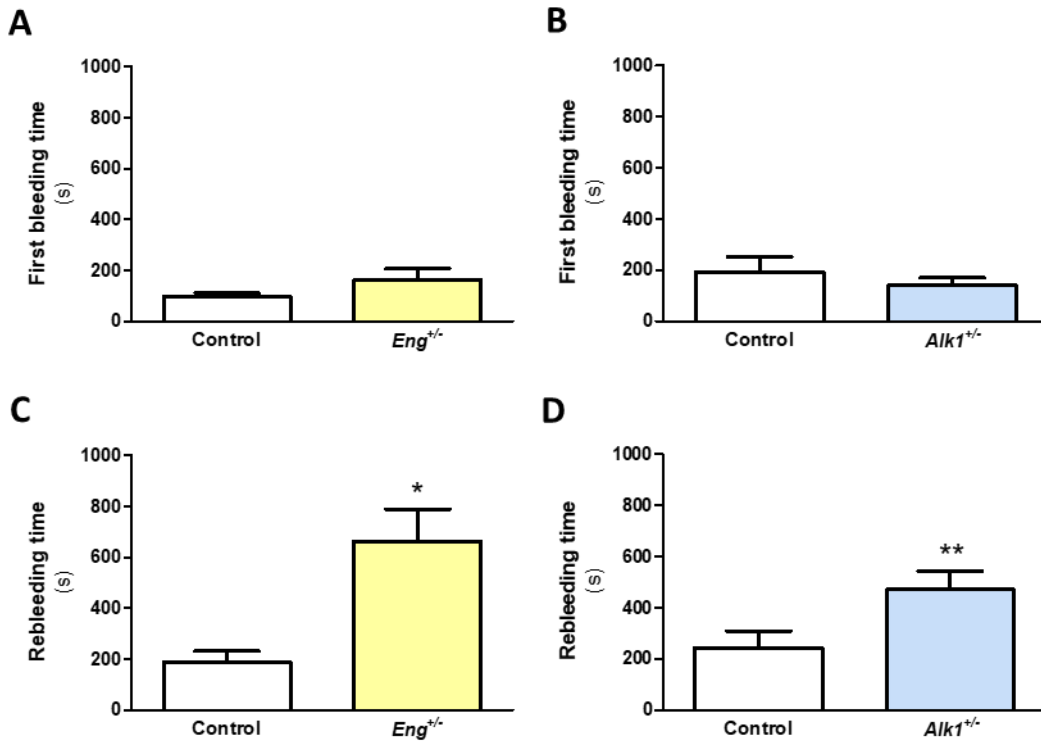 A
First bleeding time
(s)
1000
800
600
400
200
0
Control
Eng+/-
B
First bleeding time
(s)
1000
800
600
400
200
0
Control
Alk1+/-
C
Rebleeding time
(s)
1000
800
600
400
200
0
*
Control
Eng+/-
D
Rebleeding time
(s)
1000
800
600
400
200
0
**
Control
Alk1+/-